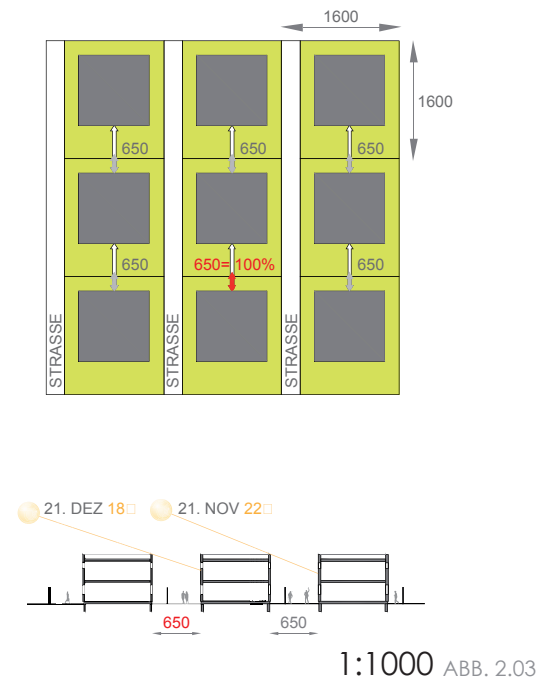 1600
1600
650
650
650
650
650= 100%
650
STRASSE
STRASSE
STRASSE
21. DEZ 18□
21. NOV 22□
650
650
1:1000 ABB. 2.03